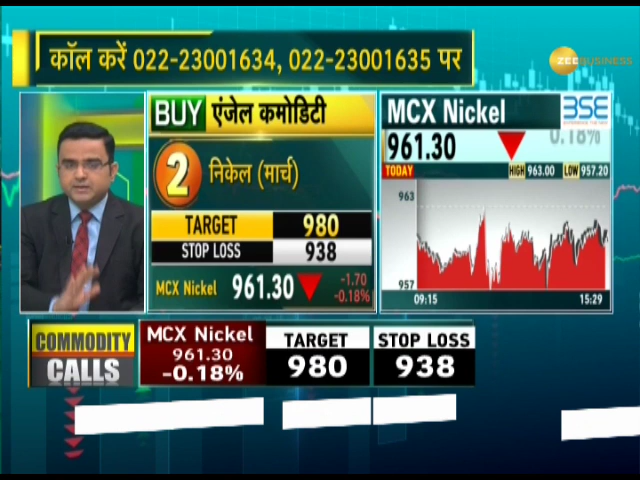 कॉल करें 022-23001634, 022-23001635 पर
ZEE BUSINESS
BUY एंजेल कमोडिटी
2 निकेल (मार्च)
TARGET 980
STOP LOSS 938
MCX Nickel 961.30 -1.70
-0.18%
MCX Nickel BSE
961.30 0.18%
TODAY HIGH 963.00 LOW 957.20
963
957
09:15 15:29
COMMODITY
CALLS
MCX Nickel
961.30
-0.18%
TARGET
980
STOP LOSS
938